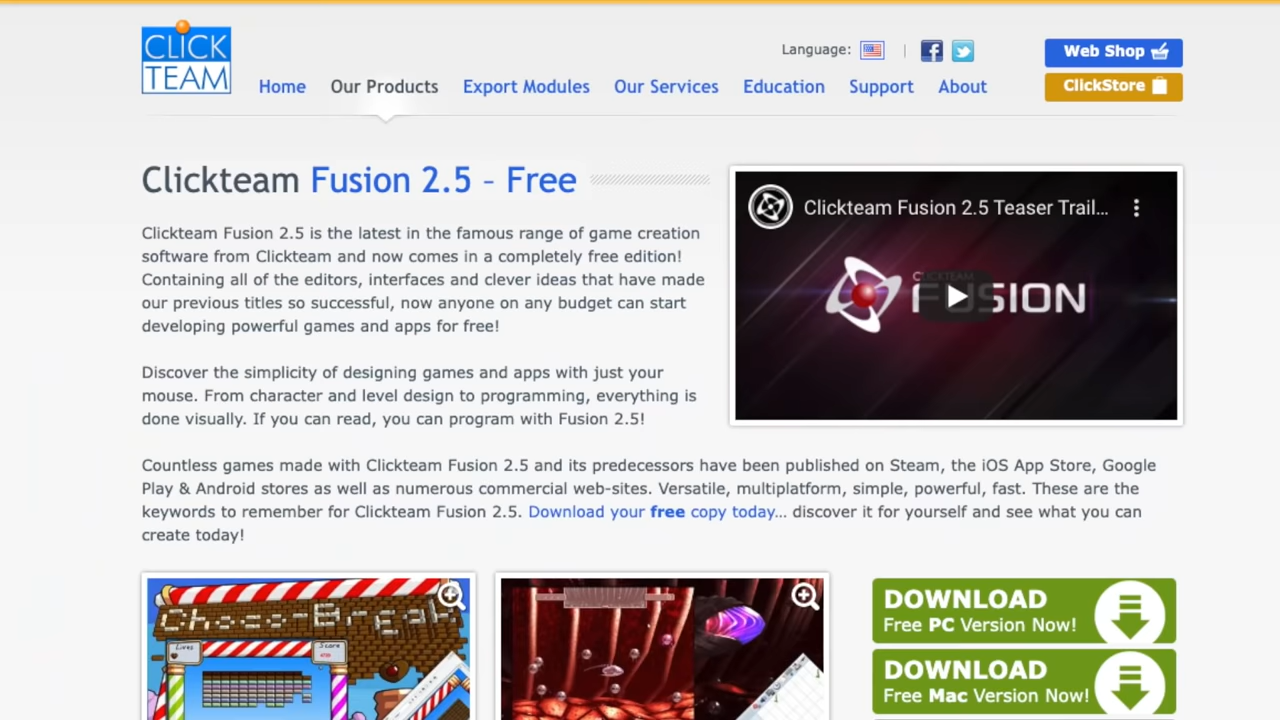 CLICK
TEAM
Language:
|
Web Shop
ClickStore
Home
Our Products
Export Modules
Our Services
Education
Support
About
Clickteam Fusion 2.5 – Free
Clickteam Fusion 2.5 is the latest in the famous range of game creation
software from Clickteam and now comes in a completely free edition!
Containing all of the editors, interfaces and clever ideas that have made
our previous titles so successful, now anyone on any budget can start
developing powerful games and apps for free!
Discover the simplicity of designing games and apps with just your
mouse. From character and level design to programming, everything is
done visually. If you can read, you can program with Fusion 2.5!
Clickteam Fusion 2.5 Teaser Trail...
CLICKTEAM
FUSION
Countless games made with Clickteam Fusion 2.5 and its predecessors have been published on Steam, the iOS App Store, Google
Play & Android stores as well as numerous commercial web-sites. Versatile, multiplatform, simple, powerful, fast. These are the
keywords to remember for Clickteam Fusion 2.5. Download your free copy today... discover it for yourself and see what you can
create today!
Choco-Break
Lives
Score
DOWNLOAD
Free PC Version Now!
DOWNLOAD
Free Mac Version Now!